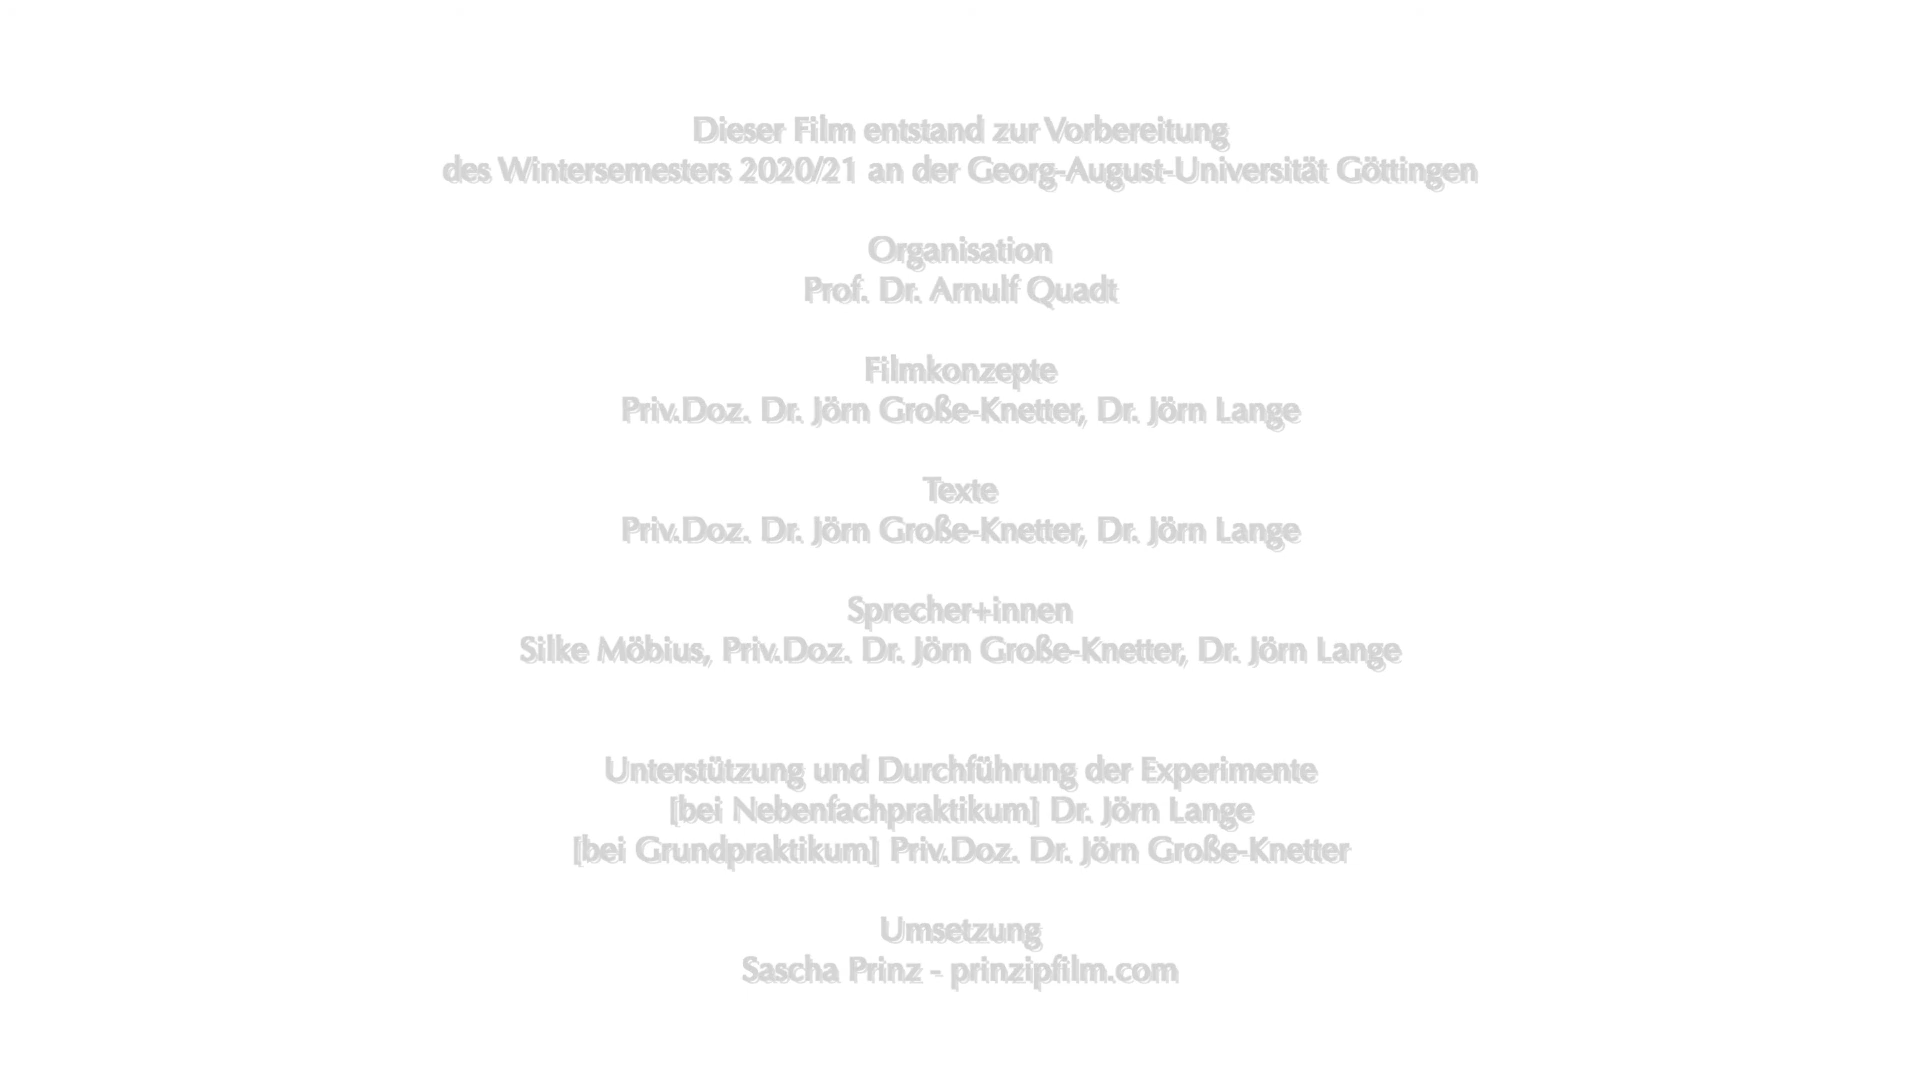 Dieser Film entstand zur Vorbereitung
des Wintersemesters 2020/21 an der Georg-August-Universität Göttingen
Organisation
Prof. Dr. Arnulf Quadt
Filmkonzepte
Priv.Doz. Dr. Jörn Große-Knetter, Dr. Jörn Lange
Texte
Priv.Doz. Dr. Jörn Große-Knetter, Dr. Jörn Lange
Sprecher+innen
Silke Möbius, Priv.Doz. Dr. Jörn Große-Knetter, Dr. Jörn Lange
Unterstützung und Durchführung der Experimente
[bei Nebenfachpraktikum] Dr. Jörn Lange
[bei Grundpraktikum] Priv.Doz. Dr. Jörn Große-Knetter
Umsetzung
Sascha Prinz - prinzipfilm.com